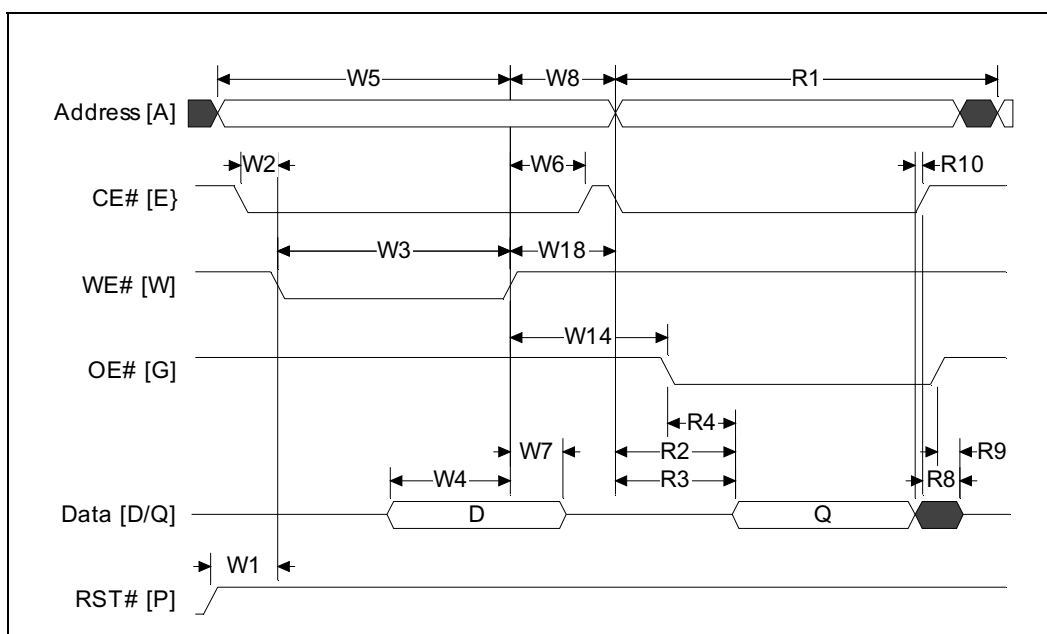 W5
W8
R1
Address [A]
W2
W6
R10
CE# [E}
W3
W18
WE# [W]
W14
OE# [G]
R4
W7
R2
R9
W4
R3
R8
Data [D/Q]
D
Q
W1
RST# [P]